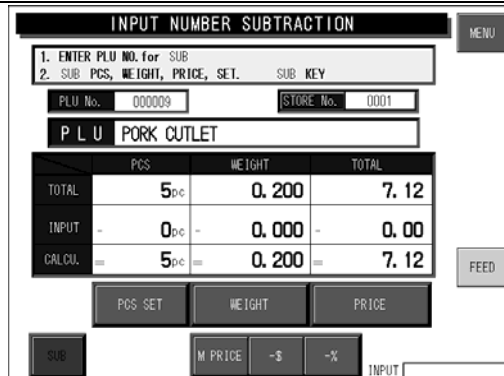 INPUT NUMBER SUBTRACTION
MENU
1. ENTER PLU NO. for SUB
2. SUB PCS, WEIGHT, PRICE, SET. SUB KEY
PLU No. 000009 STORE No. 0001
PLU PORK CUTLET
PCS WEIGHT TOTAL
TOTAL 5pc 0.200 7.12
INPUT - 0pc - 0.000 - 0.00
CALCU. = 5pc = 0.200 = 7.12
FEED
PCS SET WEIGHT PRICE
SUB M PRICE -$ -%
INPUT